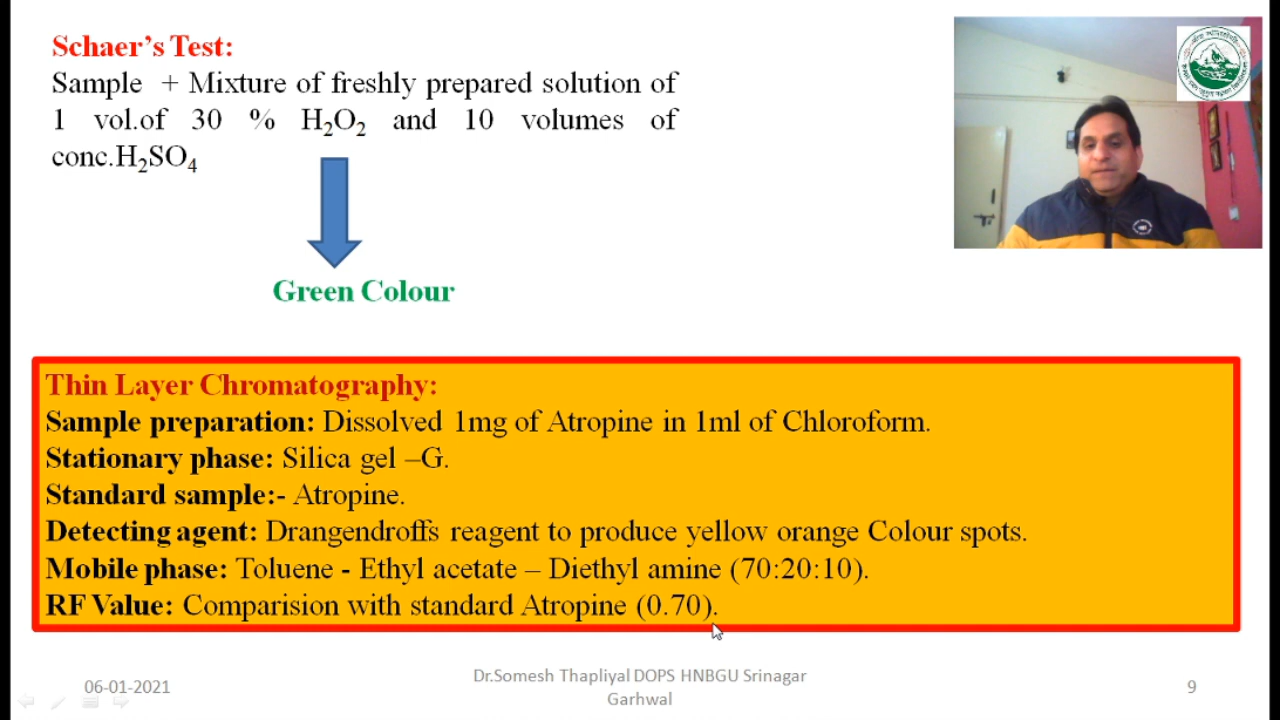 Schaer's Test:
Sample + Mixture of freshly prepared solution of
1 vol.of 30 % H₂O₂ and 10 volumes of
conc.H₂SO₄
Green Colour
Thin Layer Chromatography:
Sample preparation: Dissolved 1mg of Atropine in 1ml of Chloroform.
Stationary phase: Silica gel –G.
Standard sample:- Atropine.
Detecting agent: Drangendroffs reagent to produce yellow orange Colour spots.
Mobile phase: Toluene - Ethyl acetate – Diethyl amine (70:20:10).
RF Value: Comparision with standard Atropine (0.70).
06-01-2021
Dr.Somesh Thapliyal DOPS HNBGU Srinagar
Garhwal
9